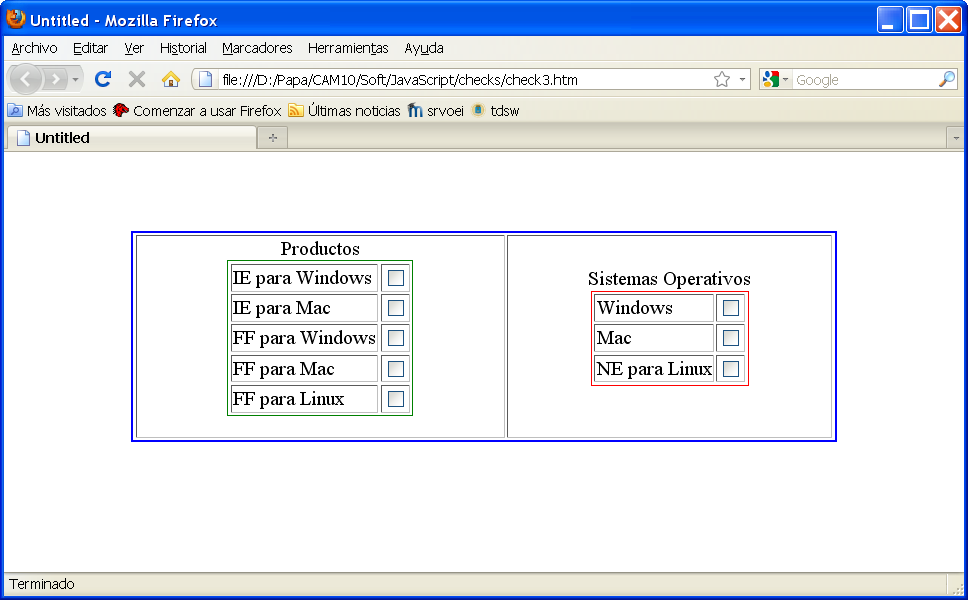 Untitled - Mozilla Firefox
Archivo Editar Ver Historial Marcadores Herramientas Ayuda
file:///D:/Papa/CAM10/Soft/JavaScript/checks/check3.htm Google
Más visitados Comenzar a usar Firefox Últimas noticias srvoei tdsw
Untitled
Productos
IE para Windows
IE para Mac
FF para Windows
FF para Mac
FF para Linux
Sistemas Operativos
Windows
Mac
NE para Linux
Terminado